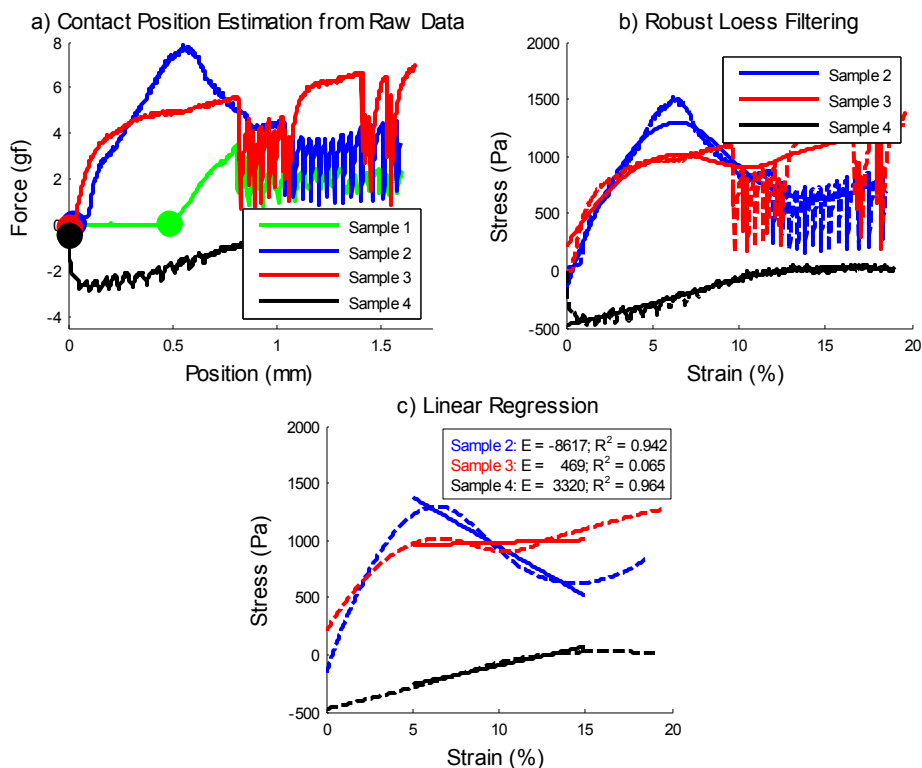 a) Contact Position Estimation from Raw Data
8
6
4
2
0
-2
-4
Force (gf)
0
0.5
1
1.5
Position (mm)
Sample 1
Sample 2
Sample 3
Sample 4
b) Robust Loess Filtering
2000
1500
1000
500
0
-500
Stress (Pa)
0
5
10
15
20
Strain (%)
Sample 2
Sample 3
Sample 4
c) Linear Regression
2000
1500
1000
500
0
-500
Stress (Pa)
0
5
10
15
20
Strain (%)
Sample 2: E = -8617; R² = 0.942
Sample 3: E = 469; R² = 0.065
Sample 4: E = 3320; R² = 0.964